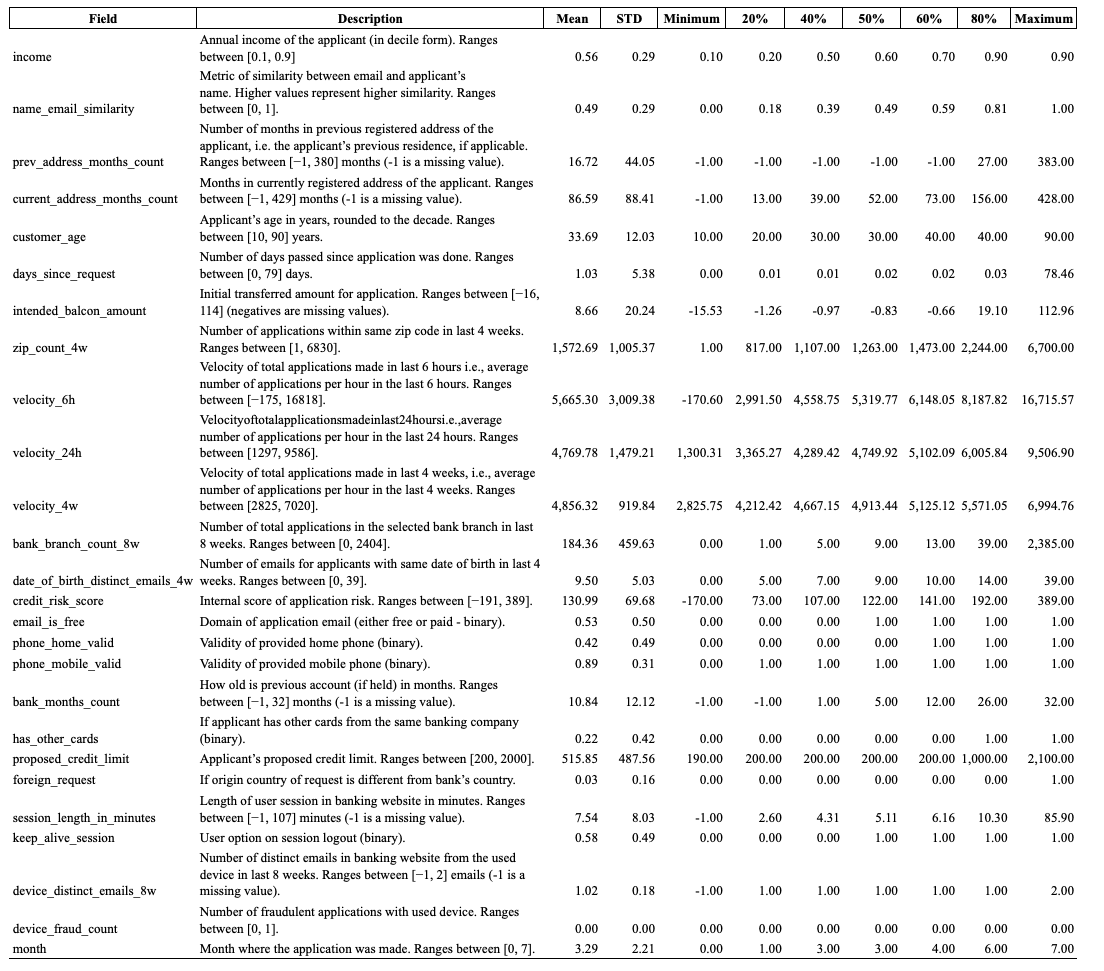 Field Description Mean STD Minimum 20% 40% 50% 60% 80% Maximum
Annual income of the applicant (in decile form). Ranges
income between [0.1, 0.9] 0.56 0.29 0.10 0.20 0.50 0.60 0.70 0.90 0.90
Metric of similarity between email and applicant's
name. Higher values represent higher similarity. Ranges
name_email_similarity between [0, 1]. 0.49 0.29 0.00 0.18 0.39 0.49 0.59 0.81 1.00
Number of months in previous registered address of the
applicant, i.e. the applicant's previous residence, if applicable.
prev_address_months_count Ranges between [−1, 380] months (-1 is a missing value). 16.72 44.05 -1.00 -1.00 -1.00 -1.00 -1.00 27.00 383.00
Months in currently registered address of the applicant. Ranges
current_address_months_count between [−1, 429] months (-1 is a missing value). 86.59 88.41 -1.00 13.00 39.00 52.00 73.00 156.00 428.00
Applicant's age in years, rounded to the decade. Ranges
customer_age between [10, 90] years. 33.69 12.03 10.00 20.00 30.00 30.00 40.00 40.00 90.00
Number of days passed since application was done. Ranges
days_since_request between [0, 79] days. 1.03 5.38 0.00 0.01 0.01 0.02 0.02 0.03 78.46
Initial transferred amount for application. Ranges between [−16,
intended_balcon_amount 114] (negatives are missing values). 8.66 20.24 -15.53 -1.26 -0.97 -0.83 -0.66 19.10 112.96
Number of applications within same zip code in last 4 weeks.
zip_count_4w Ranges between [1, 6830]. 1,572.69 1,005.37 1.00 817.00 1,107.00 1,263.00 1,473.00 2,244.00 6,700.00
Velocity of total applications made in last 6 hours i.e., average
number of applications per hour in the last 6 hours. Ranges
velocity_6h between [−175, 16818]. 5,665.30 3,009.38 -170.60 2,991.50 4,558.75 5,319.77 6,148.05 8,187.82 16,715.57
Velocityoftotalapplicationsmadeinlast24hoursi.e.,average
number of applications per hour in the last 24 hours. Ranges
velocity_24h between [1297, 9586]. 4,769.78 1,479.21 1,300.31 3,365.27 4,289.42 4,749.92 5,102.09 6,005.84 9,506.90
Velocity of total applications made in last 4 weeks, i.e., average
number of applications per hour in the last 4 weeks. Ranges
velocity_4w between [2825, 7020]. 4,856.32 919.84 2,825.75 4,212.42 4,667.15 4,913.44 5,125.12 5,571.05 6,994.76
Number of total applications in the selected bank branch in last
bank_branch_count_8w 8 weeks. Ranges between [0, 2404]. 184.36 459.63 0.00 1.00 5.00 9.00 13.00 39.00 2,385.00
Number of emails for applicants with same date of birth in last 4
date_of_birth_distinct_emails_4w weeks. Ranges between [0, 39]. 9.50 5.03 0.00 5.00 7.00 9.00 10.00 14.00 39.00
credit_risk_score Internal score of application risk. Ranges between [−191, 389]. 130.99 69.68 -170.00 73.00 107.00 122.00 141.00 192.00 389.00
email_is_free Domain of application email (either free or paid - binary). 0.53 0.50 0.00 0.00 0.00 1.00 1.00 1.00 1.00
phone_home_valid Validity of provided home phone (binary). 0.42 0.49 0.00 0.00 0.00 0.00 1.00 1.00 1.00
phone_mobile_valid Validity of provided mobile phone (binary). 0.89 0.31 0.00 1.00 1.00 1.00 1.00 1.00 1.00
How old is previous account (if held) in months. Ranges
bank_months_count between [−1, 32] months (-1 is a missing value). 10.84 12.12 -1.00 -1.00 1.00 5.00 12.00 26.00 32.00
If applicant has other cards from the same banking company
has_other_cards (binary). 0.22 0.42 0.00 0.00 0.00 0.00 0.00 1.00 1.00
proposed_credit_limit Applicant's proposed credit limit. Ranges between [200, 2000]. 515.85 487.56 190.00 200.00 200.00 200.00 200.00 1,000.00 2,100.00
foreign_request If origin country of request is different from bank's country. 0.03 0.16 0.00 0.00 0.00 0.00 0.00 0.00 1.00
Length of user session in banking website in minutes. Ranges
session_length_in_minutes between [−1, 107] minutes (-1 is a missing value). 7.54 8.03 -1.00 2.60 4.31 5.11 6.16 10.30 85.90
keep_alive_session User option on session logout (binary). 0.58 0.49 0.00 0.00 0.00 1.00 1.00 1.00 1.00
Number of distinct emails in banking website from the used
device in last 8 weeks. Ranges between [−1, 2] emails (-1 is a
device_distinct_emails_8w missing value). 1.02 0.18 -1.00 1.00 1.00 1.00 1.00 1.00 2.00
Number of fraudulent applications with used device. Ranges
device_fraud_count between [0, 1]. 0.00 0.00 0.00 0.00 0.00 0.00 0.00 0.00 0.00
month Month where the application was made. Ranges between [0, 7]. 3.29 2.21 0.00 1.00 3.00 3.00 4.00 6.00 7.00